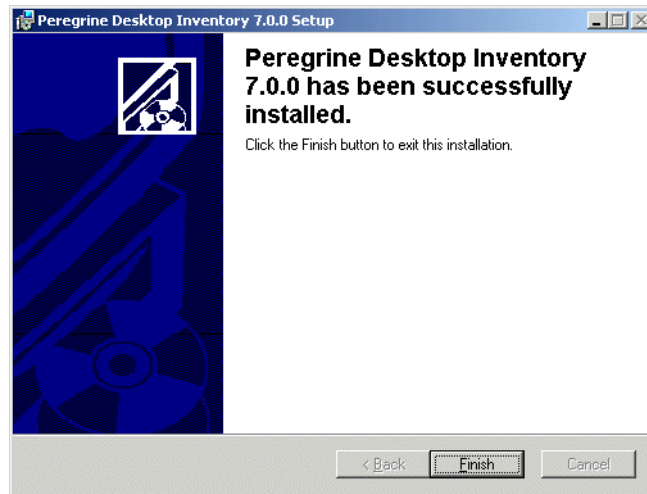 Peregrine Desktop Inventory 7.0.0 Setup
Peregrine Desktop Inventory
7.0.0 has been successfully
installed.
Click the Finish button to exit this installation.
< Back
Finish
Cancel